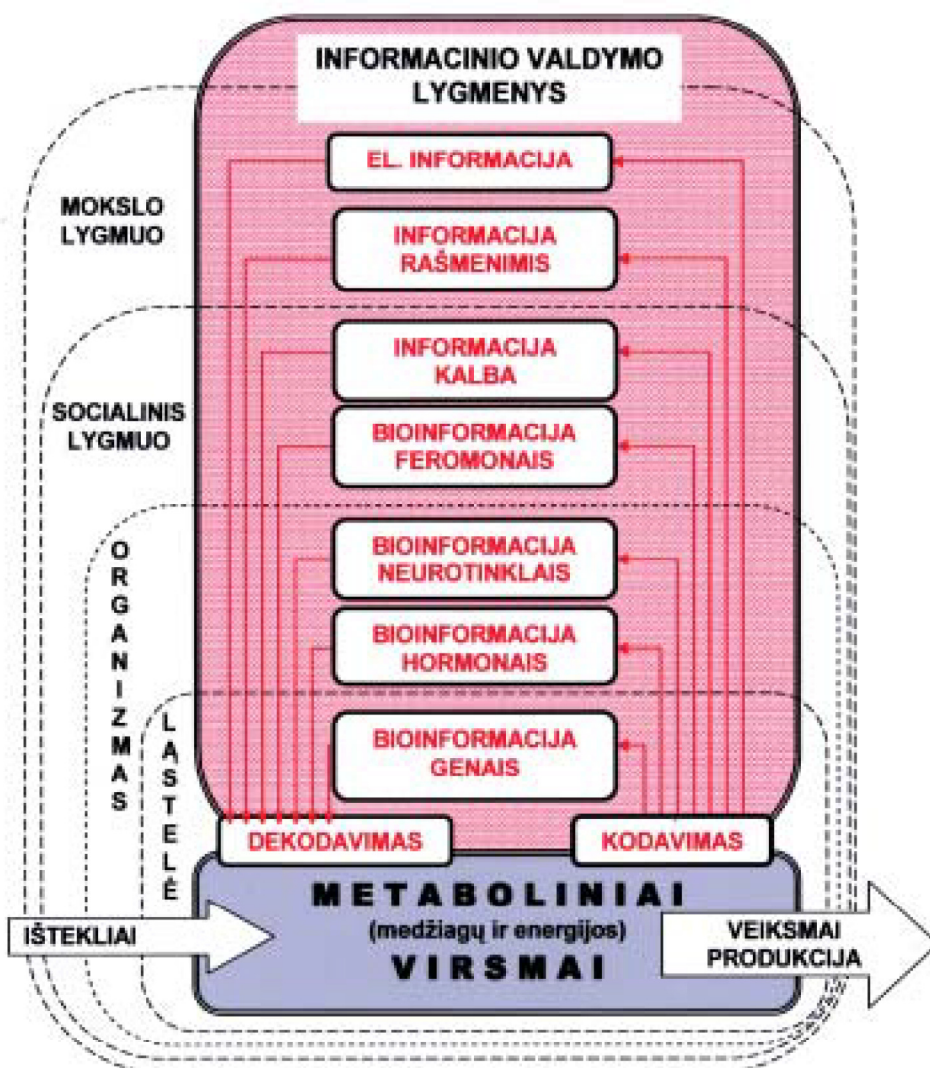 INFORMACINIO VALDYMO
LYGMENYS
EL. INFORMACIJA
MOKSLO
LYGMUO
INFORMACIJA
RAŠMENIMIS
INFORMACIJA
KALBA
SOCIALINIS
LYGMUO
BIOINFORMACIJA
FEROMONAIS
ORGANIZMAS
BIOINFORMACIJA
NEUROTINKLAIS
BIOINFORMACIJA
HORMONAIS
LĄSTELĖ
BIOINFORMACIJA
GENAIS
DEKODAVIMAS
KODAVIMAS
METABOLINIAI
(medžiagų ir energijos)
VIRSMAI
IŠTEKLIAI
VEIKSMAI
PRODUKCIJA